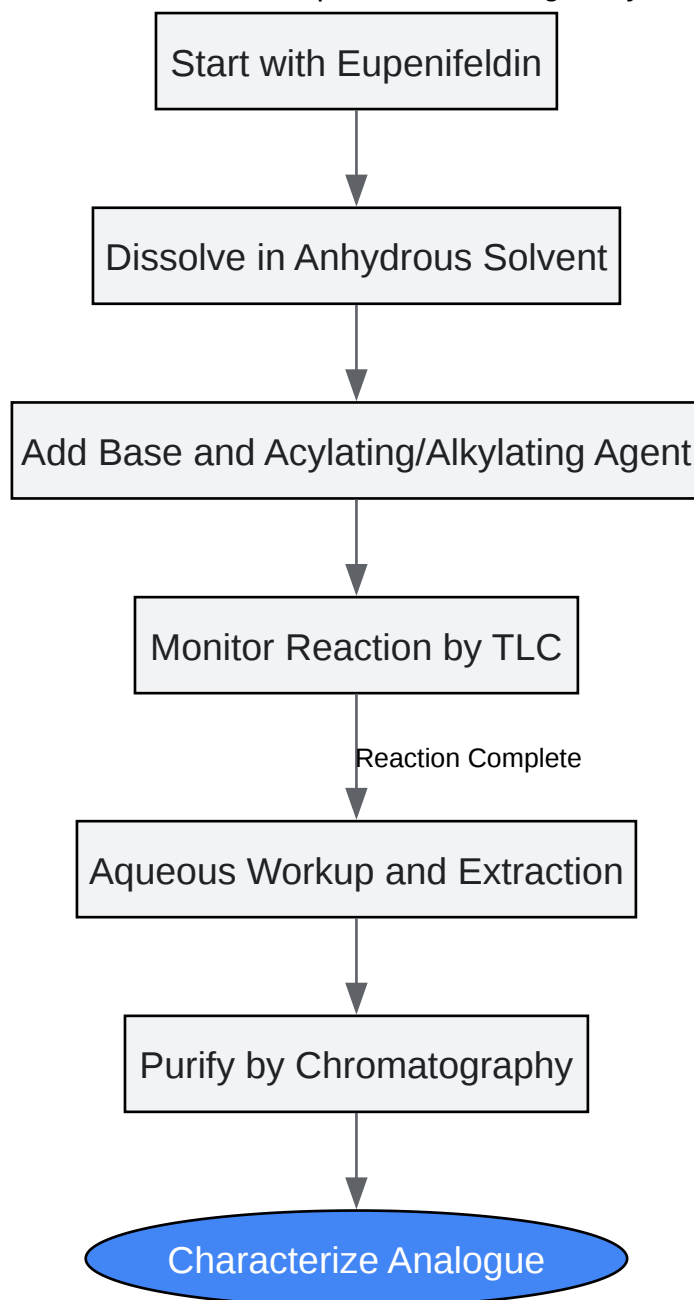 Start with Eupenifeldin
Dissolve in Anhydrous Solvent
Add Base and Acylating/Alkylating Agent
Monitor Reaction by TLC
Reaction Complete
Aqueous Workup and Extraction
Purify by Chromatography
Characterize Analogue